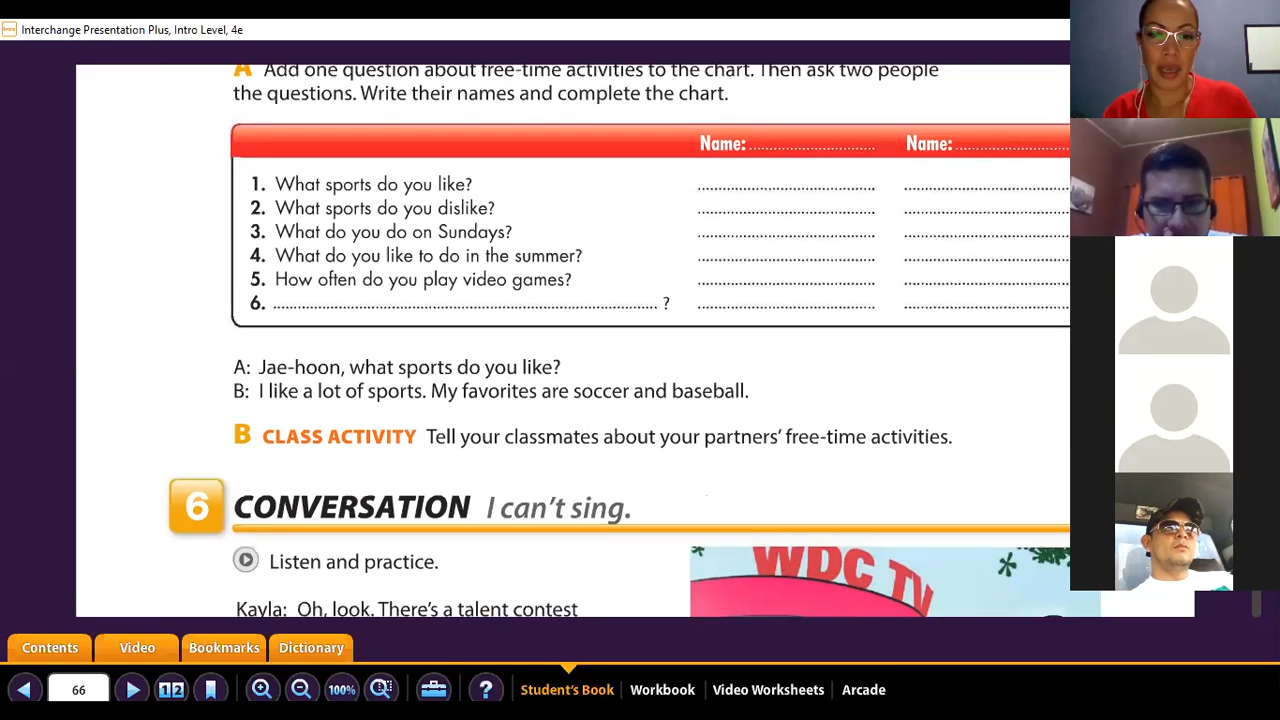 Interchange Presentation Plus, Intro Level, 4e
A Add one question about free-time activities to the chart. Then ask two people
the questions. Write their names and complete the chart.
Name: Name:
1. What sports do you like?
2. What sports do you dislike?
3. What do you do on Sundays?
4. What do you like to do in the summer?
5. How often do you play video games?
6. ?
A: Jae-hoon, what sports do you like?
B: I like a lot of sports. My favorites are soccer and baseball.
B CLASS ACTIVITY Tell your classmates about your partners' free-time activities.
6 CONVERSATION I can't sing.
Listen and practice.
WDC TV
Kayla: Oh, look. There's a talent contest
Contents Video Bookmarks Dictionary
66 12 100% ? Student's Book Workbook Video Worksheets Arcade